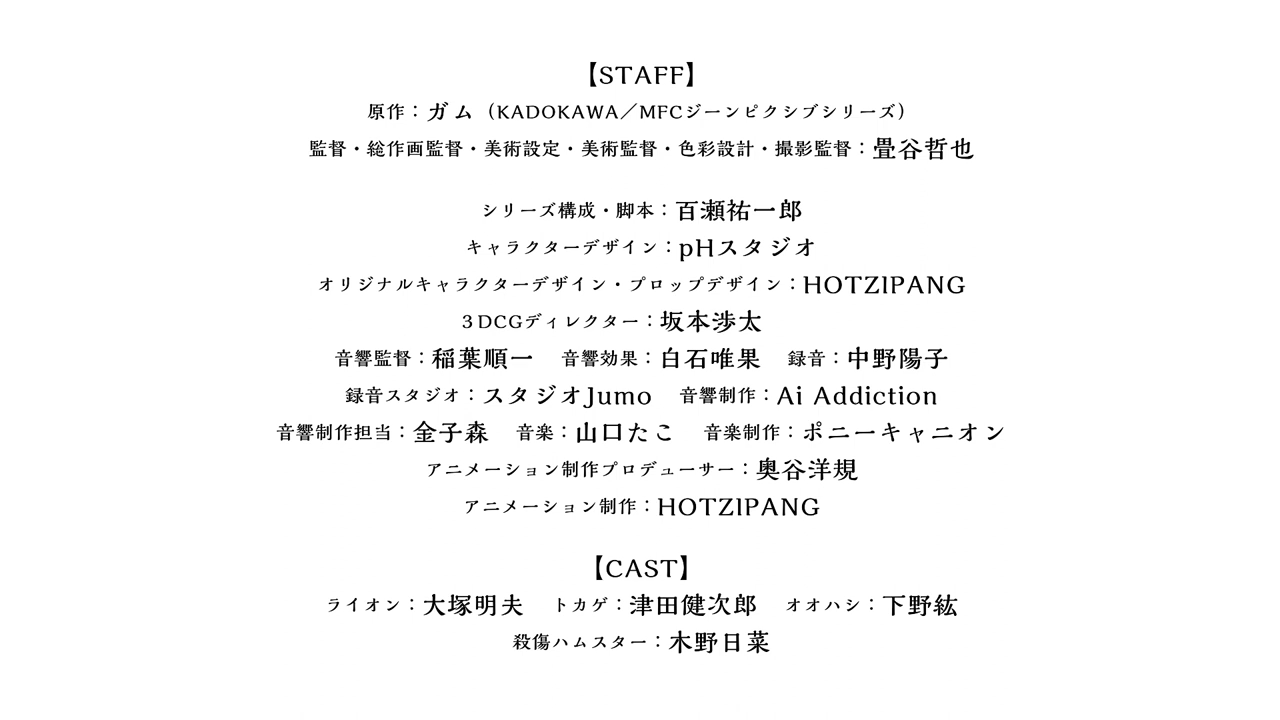 【STAFF】
原作：ガム（KADOKAWA／MFCジーンピクシブシリーズ）
監督・総作画監督・美術設定・美術監督・色彩設計・撮影監督：畳谷哲也
シリーズ構成・脚本：百瀬祐一郎
キャラクターデザイン：pHスタジオ
オリジナルキャラクターデザイン・プロップデザイン：HOTZIPANG
３DCGディレクター：坂本渉太
音響監督：稲葉順一　音響効果：白石唯果　録音：中野陽子
録音スタジオ：スタジオJumo　音響制作：Ai Addiction
音響制作担当：金子森　音楽：山口たこ　音楽制作：ポニーキャニオン
アニメーション制作プロデューサー：奥谷洋規
アニメーション制作：HOTZIPANG
【CAST】
ライオン：大塚明夫　トカゲ：津田健次郎　オオハシ：下野紘
殺傷ハムスター：木野日菜